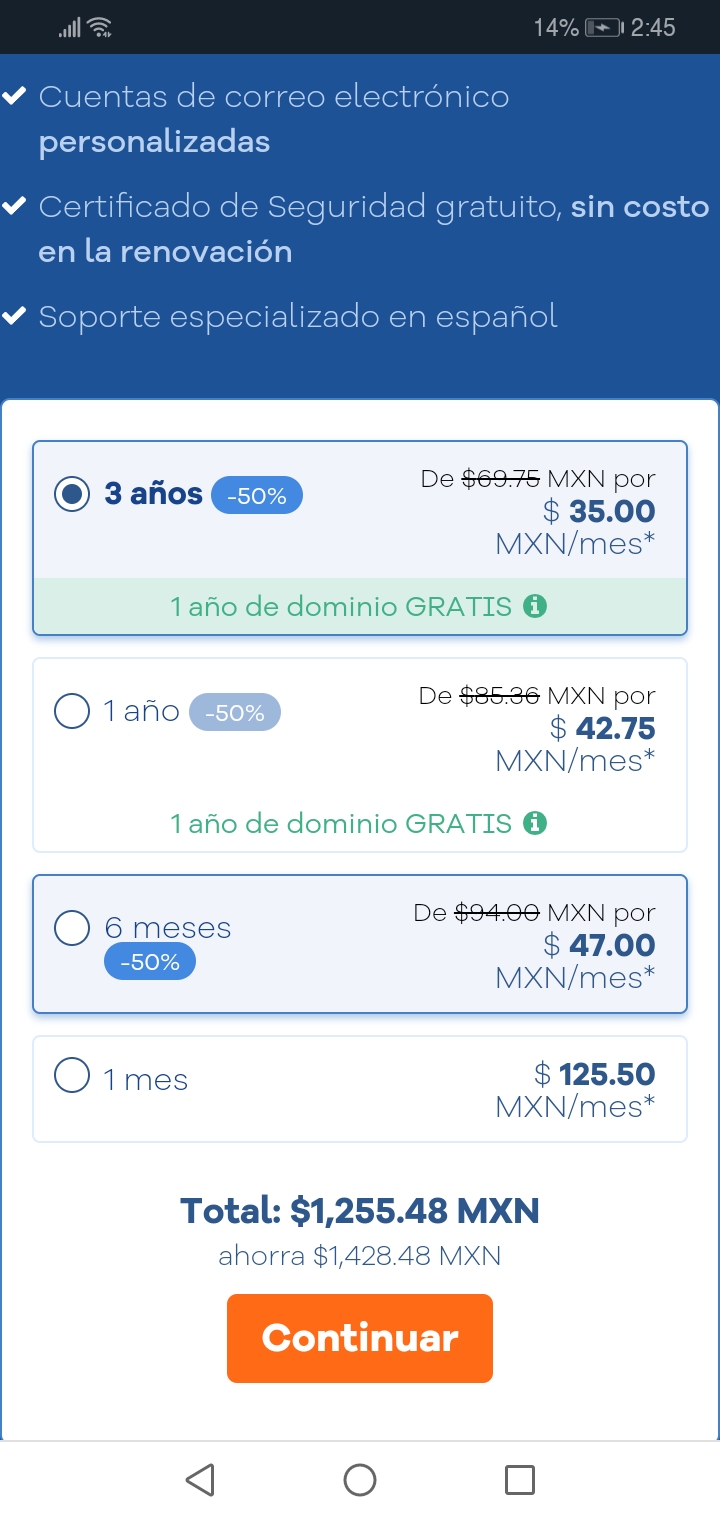 14% 2:45
Cuentas de correo electrónico
personalizadas
Certificado de Seguridad gratuito, sin costo
en la renovación
Soporte especializado en español
3 años -50%
De $69.75 MXN por
$ 35.00
MXN/mes*
1 año de dominio GRATIS
1 año -50%
De $85.36 MXN por
$ 42.75
MXN/mes*
1 año de dominio GRATIS
6 meses
-50%
De $94.00 MXN por
$ 47.00
MXN/mes*
1 mes
$ 125.50
MXN/mes*
Total: $1,255.48 MXN
ahorra $1,428.48 MXN
Continuar